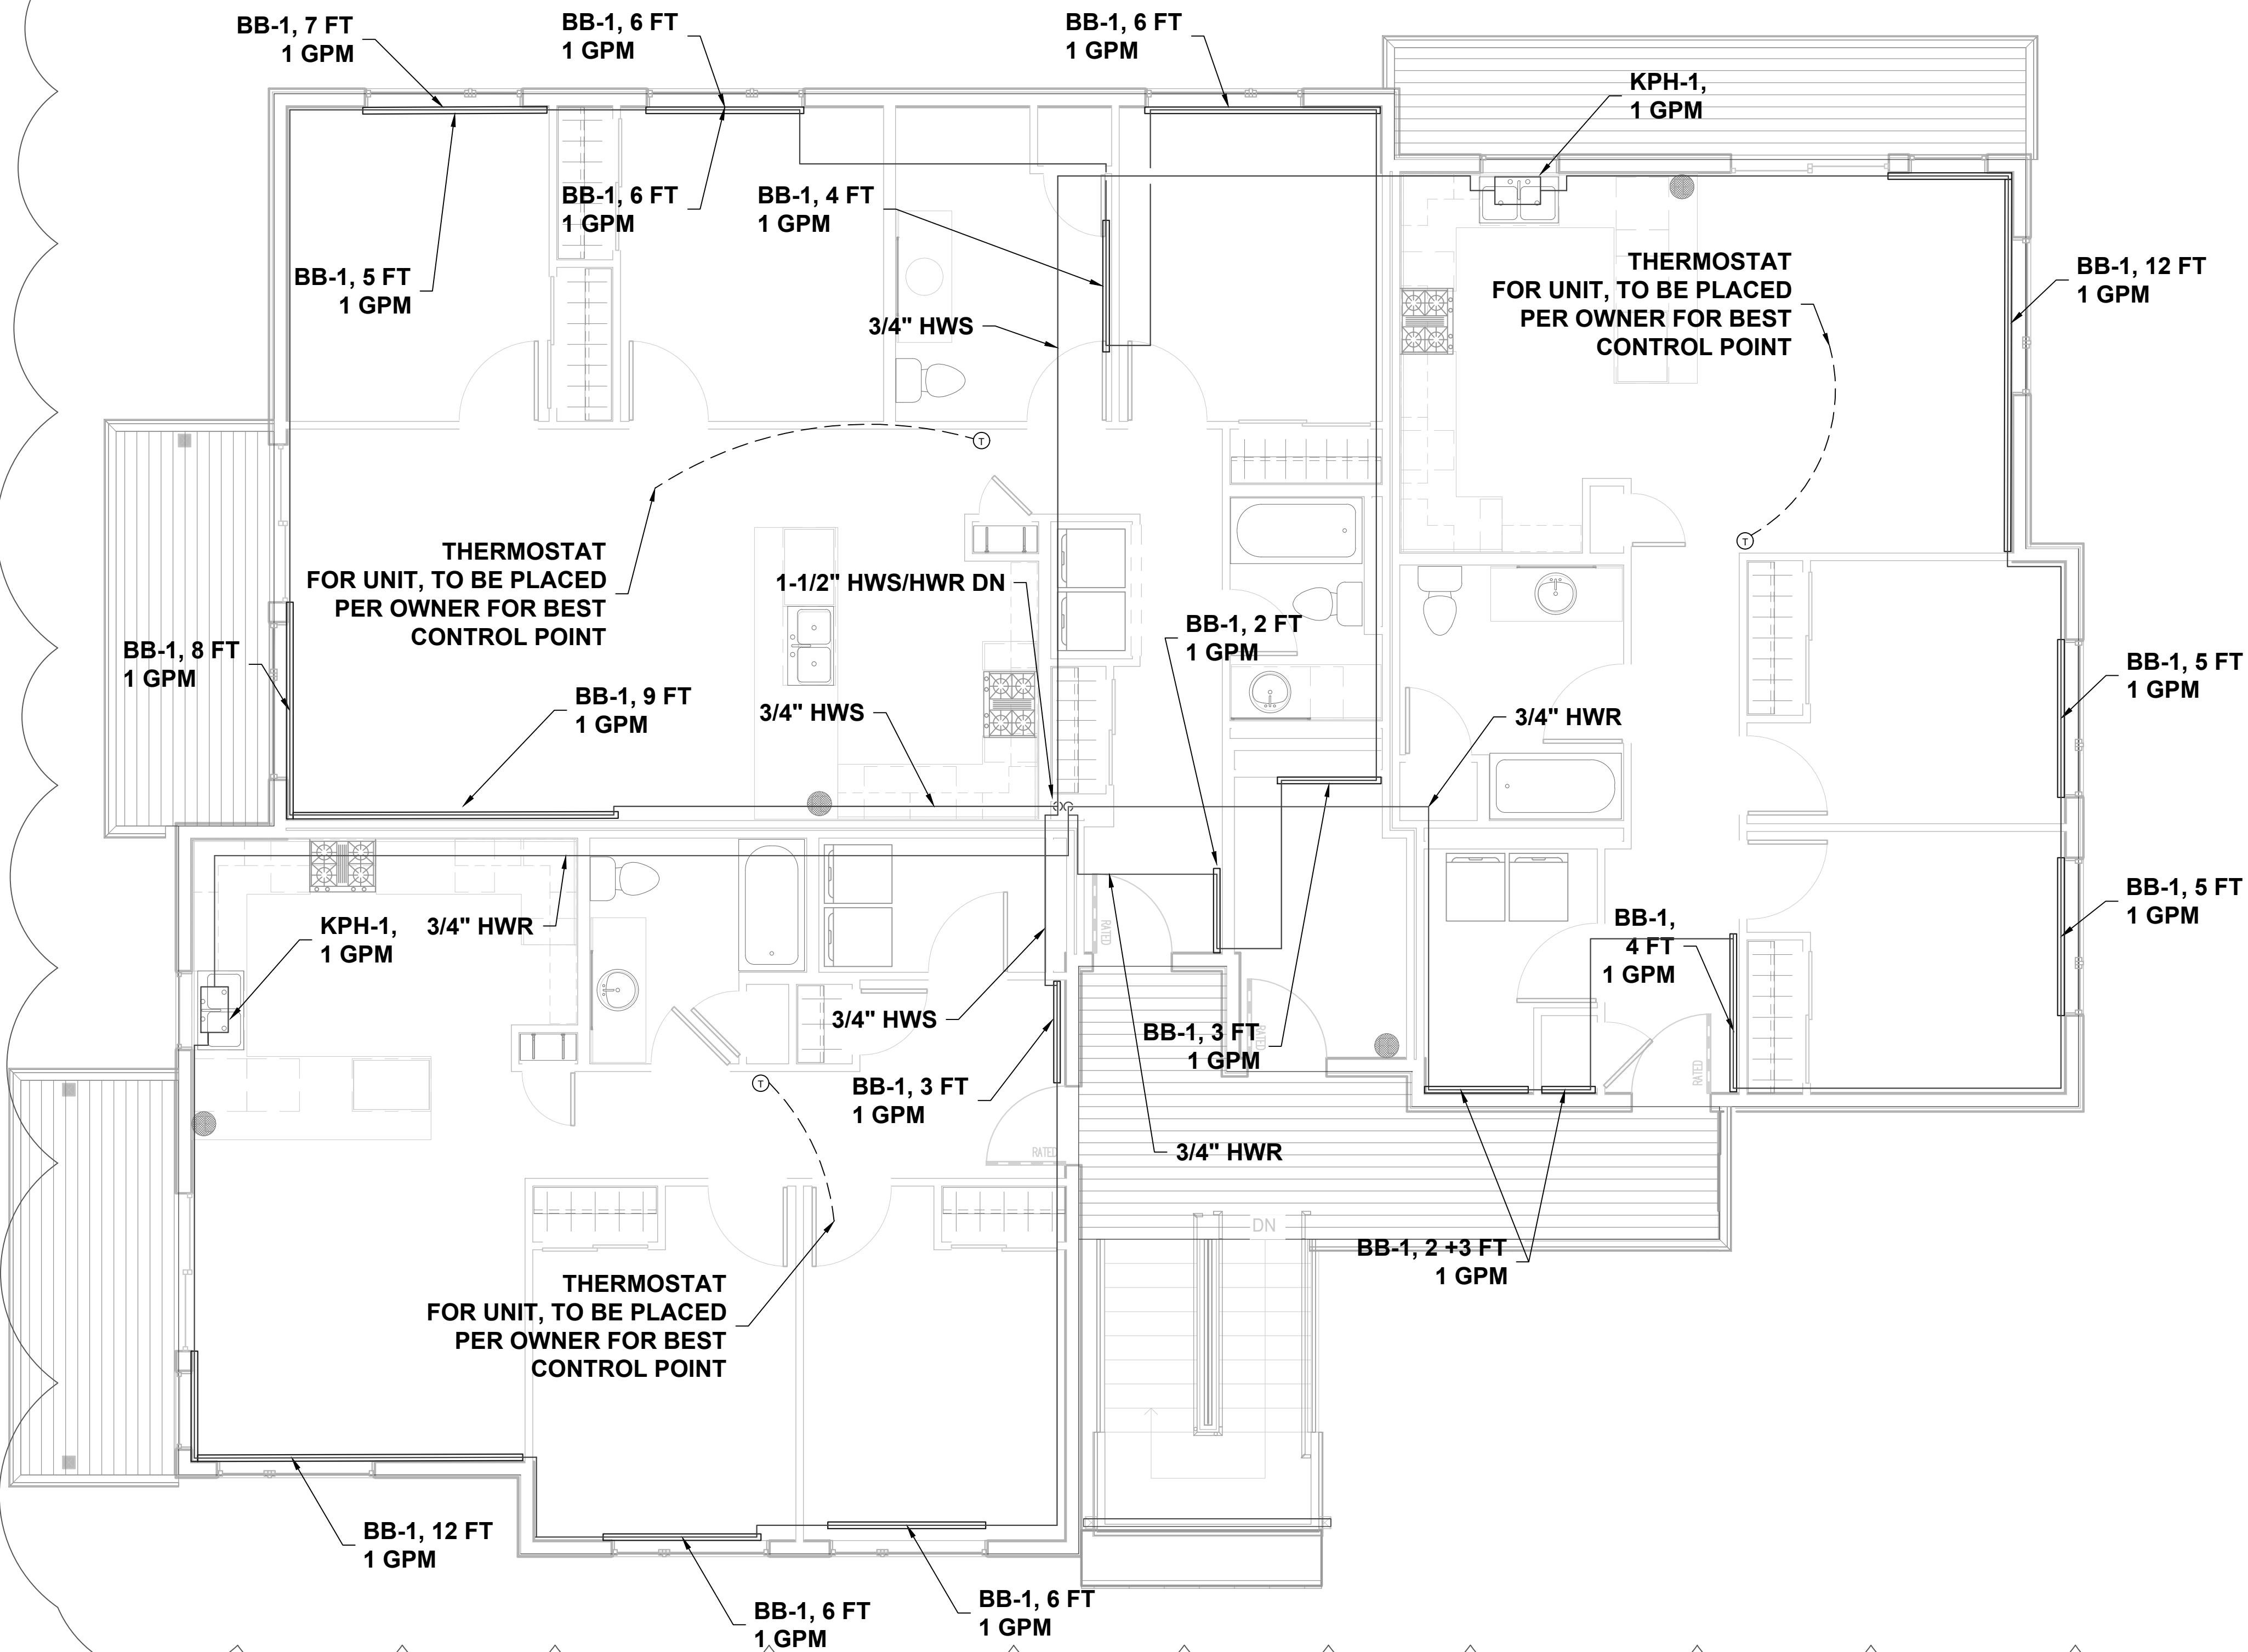 BB-1, 7 FT
1 GPM
BB-1, 6 FT
1 GPM
BB-1, 6 FT
1 GPM
KPH-1,
1 GPM
BB-1, 6 FT
1 GPM
BB-1, 4 FT
1 GPM
BB-1, 5 FT
1 GPM
3/4" HWS
THERMOSTAT
FOR UNIT, TO BE PLACED
PER OWNER FOR BEST
CONTROL POINT
BB-1, 12 FT
1 GPM
T
T
THERMOSTAT
FOR UNIT, TO BE PLACED
PER OWNER FOR BEST
CONTROL POINT
1-1/2" HWS/HWR DN
BB-1, 2 FT
1 GPM
BB-1, 8 FT
1 GPM
BB-1, 5 FT
1 GPM
BB-1, 9 FT
1 GPM
3/4" HWS
3/4" HWR
BB-1, 5 FT
1 GPM
KPH-1,
1 GPM
3/4" HWR
RATED
BB-1,
4 FT
1 GPM
3/4" HWS
BB-1, 3 FT
1 GPM
RATED
RATED
T
BB-1, 3 FT
1 GPM
RATED
3/4" HWR
DN
BB-1, 2 +3 FT
1 GPM
THERMOSTAT
FOR UNIT, TO BE PLACED
PER OWNER FOR BEST
CONTROL POINT
BB-1, 12 FT
1 GPM
BB-1, 6 FT
1 GPM
BB-1, 6 FT
1 GPM